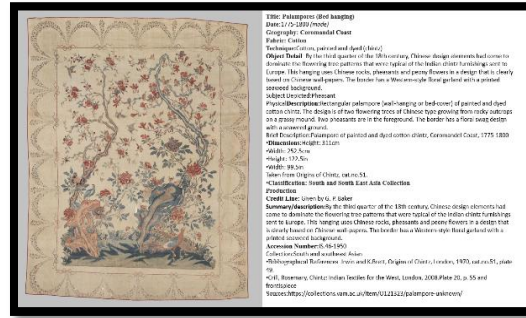 Title: Palampores (Bed hanging)
Date: 1775-1800 (made)
Geography: Coromandel Coast
Fabric: Cotton
Technique:Cotton, painted and dyed (chintz)
Object Detail: By the third quarter of the 18th century, Chinese design elements had come to
dominate the flowering tree patterns that were typical of the Indian chintz furnishings sent to
Europe. This hanging uses Chinese rocks, pheasants and peony flowers in a design that is clearly
based on Chinese wall-papers. The border has a Western-style floral garland with a printed
seaweed background.
Subject Depicted:Pheasant
Physical Description:Rectangular palampore (wall-hanging or bed-cover) of painted and dyed
cotton chintz. The design is of two flowering trees of Chinese type growing from rocky outcrops
on a grassy mound. Two pheasants are in the foreground. The border has a floral swag design
with a seaweed ground.
Brief Description:Palampore of painted and dyed cotton chintz, Coromandel Coast, 1775-1800
•Dimensions:Height: 311cm
•Width: 252.5cm
•Height: 122.5in
•Width: 99.5in
Taken from Origins of Chintz, cat.no.51.
•Classification: South and South East Asia Collection
Production
Credit Line: Given by G. P. Baker
Summary/description:By the third quarter of the 18th century, Chinese design elements had
come to dominate the flowering tree patterns that were typical of the Indian chintz furnishings
sent to Europe. This hanging uses Chinese rocks, pheasants and peony flowers in a design that
is clearly based on Chinese wall-papers. The border has a Western-style floral garland with a
printed seaweed background.
Accession Number:IS.46-1950
Collection:South and southeast Asian
•Bibliographical References: Irwin and K.Brett, Origins of Chintz, London, 1970, cat.no.51, plate
•Crill, Rosemary, Chintz: Indian Textiles for the West, London, 2008.Plate 20, p. 55 and
frontispiece
Sources:https://collections.vam.ac.uk/item/O121323/palampore-unknown/